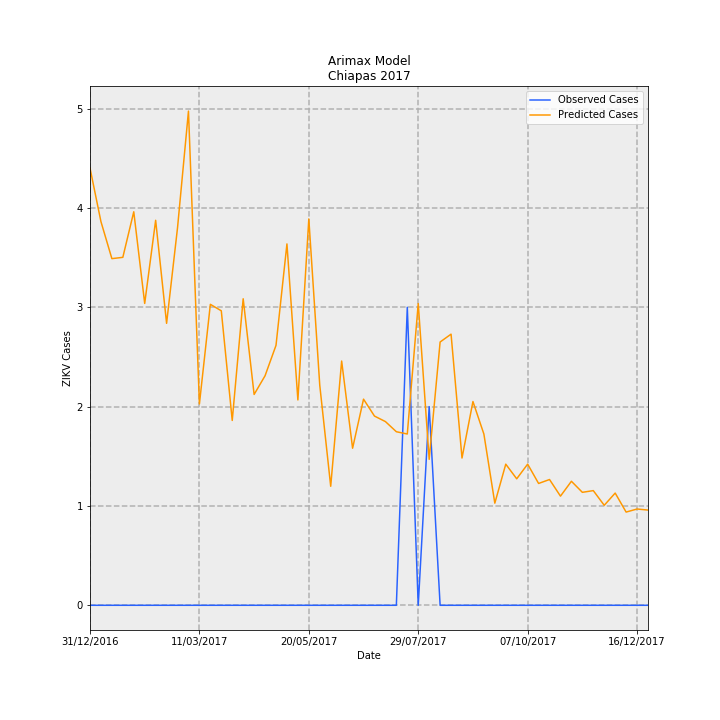 Arimax Model
Chiapas 2017
Observed Cases
Predicted Cases
5
4
3
2
1
0
ZIKV Cases
31/12/2016 11/03/2017 20/05/2017 29/07/2017 07/10/2017 16/12/2017
Date